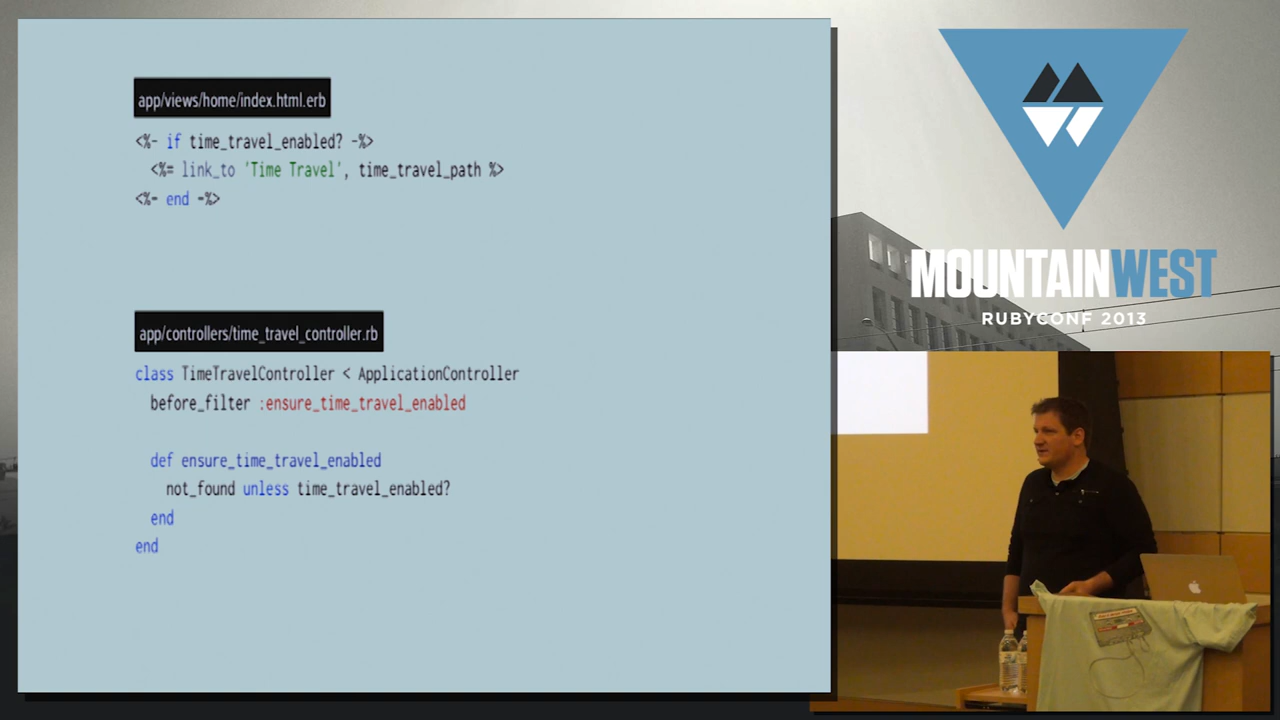 app/views/home/index.html.erb
<%- if time_travel_enabled? -%>
<%= link_to 'Time Travel', time_travel_path %>
<%- end -%>
app/controllers/time_travel_controller.rb
class TimeTravelController < ApplicationController
before_filter :ensure_time_travel_enabled
def ensure_time_travel_enabled
not_found unless time_travel_enabled?
end
end
MOUNTAINWEST
RUBYCONF 2013